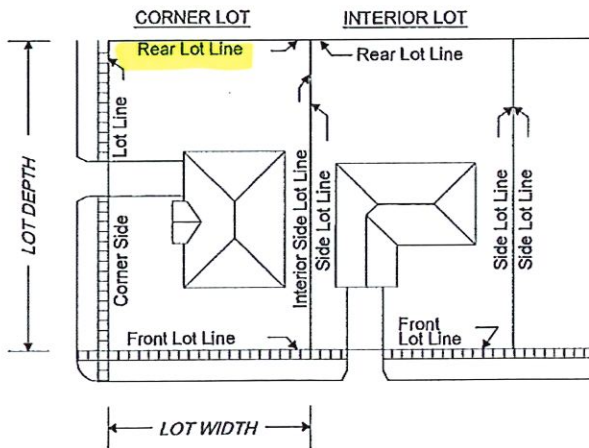 CORNER LOT
INTERIOR LOT
Rear Lot Line
Rear Lot Line
Lot Line
Corner Side
LOT DEPTH
Interior Side Lot Line
Side Lot Line
Side Lot Line
Side Lot Line
Front Lot Line
Front
Lot Line
LOT WIDTH